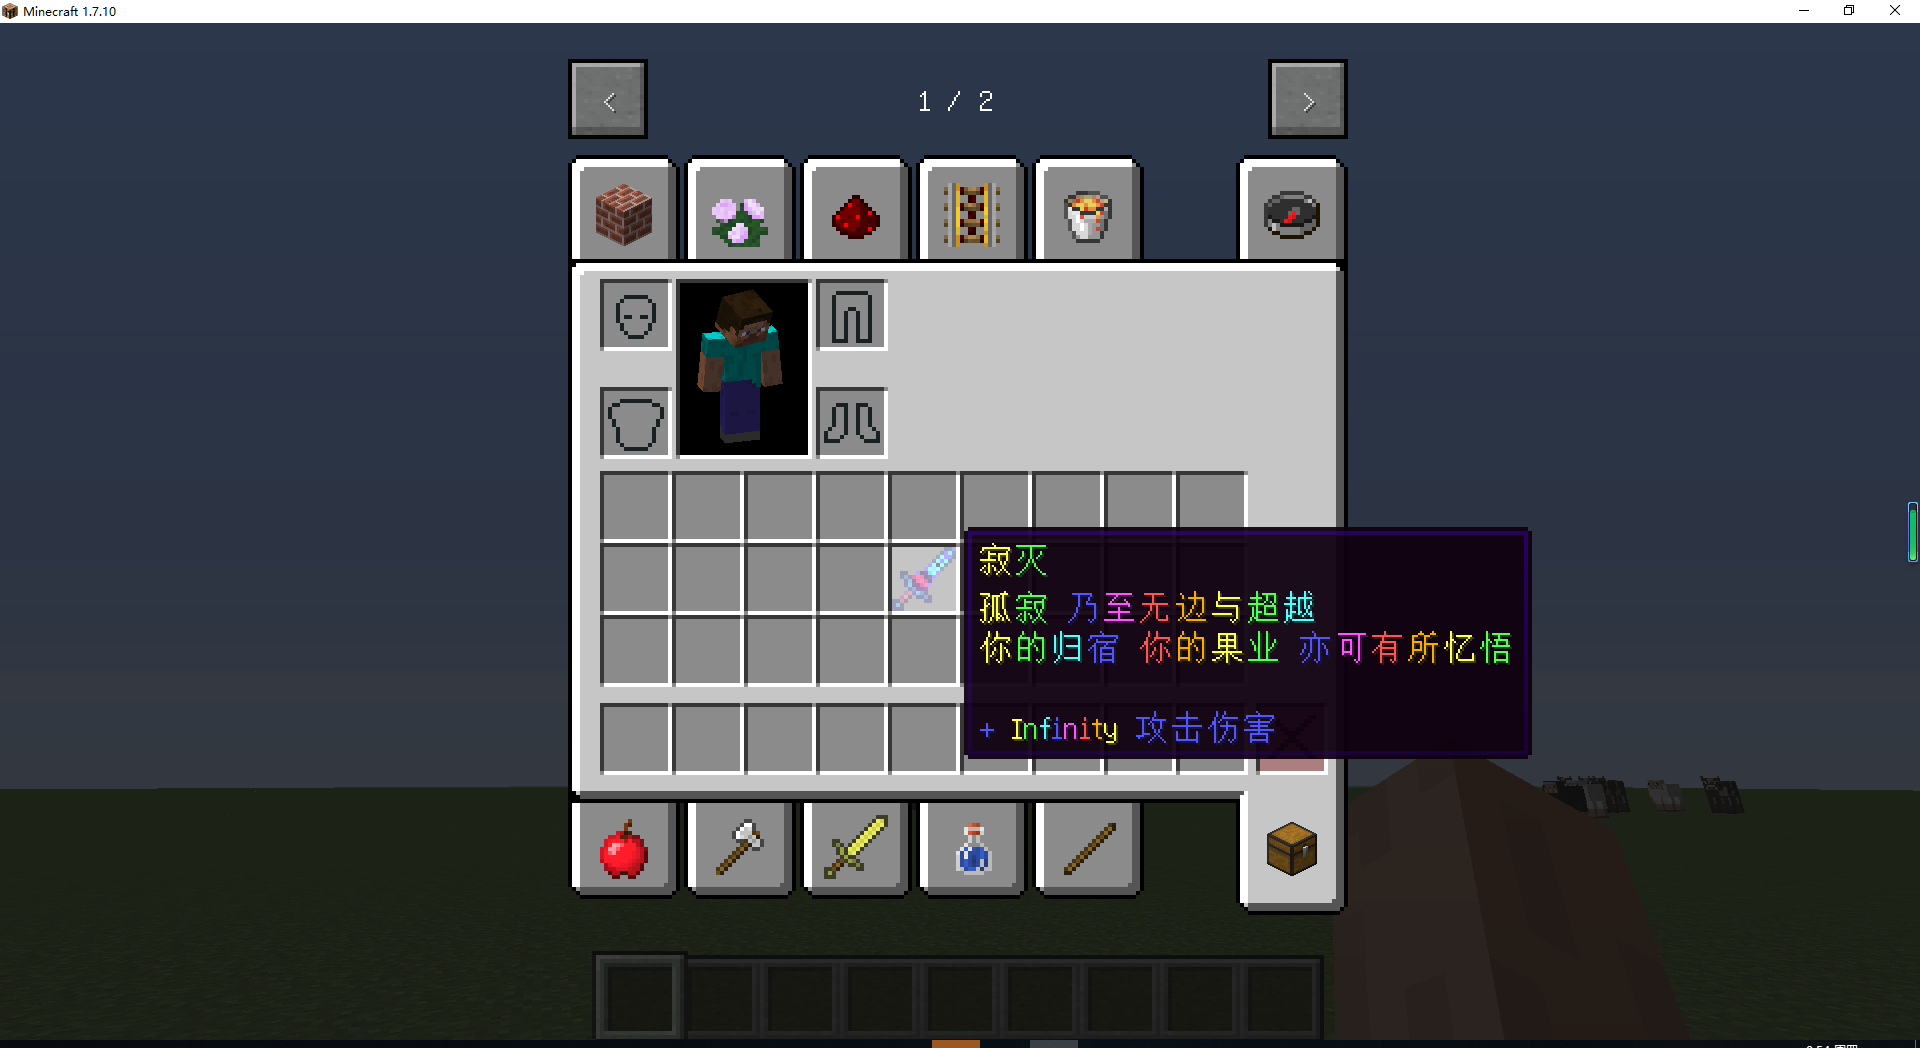 Minecraft 1.7.10
1 / 2
寂灭
孤寂 乃至无边与超越
你的归宿 你的果业 亦可有所忆悟
+ Infinity 攻击伤害